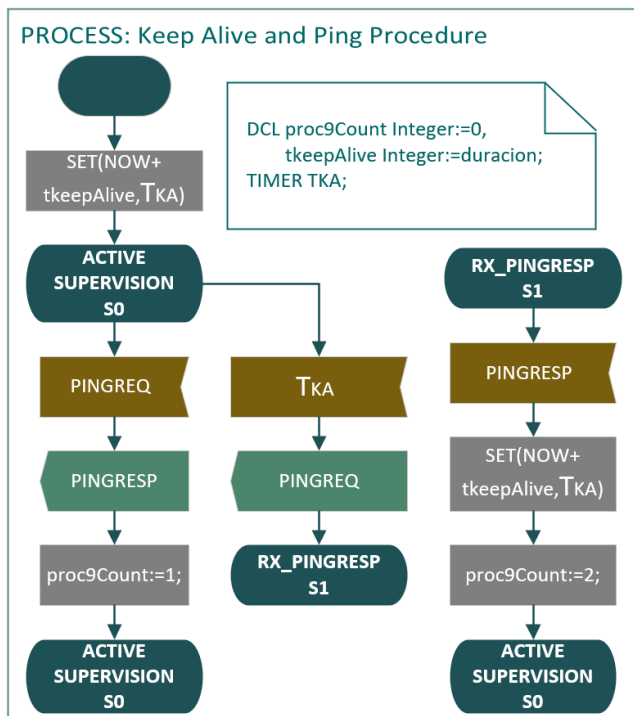 PROCESS: Keep Alive and Ping Procedure
DCL proc9Count Integer:=0,
tkeepAlive Integer:=duracion;
TIMER TKA;
SET(NOW+
tkeepAlive,TKA)
ACTIVE
SUPERVISION
S0
PINGREQ
PINGRESP
proc9Count:=1;
ACTIVE
SUPERVISION
S0
TKA
PINGREQ
RX_PINGRESP
S1
RX_PINGRESP
S1
PINGRESP
SET(NOW+
tkeepAlive,TKA)
proc9Count:=2;
ACTIVE
SUPERVISION
S0